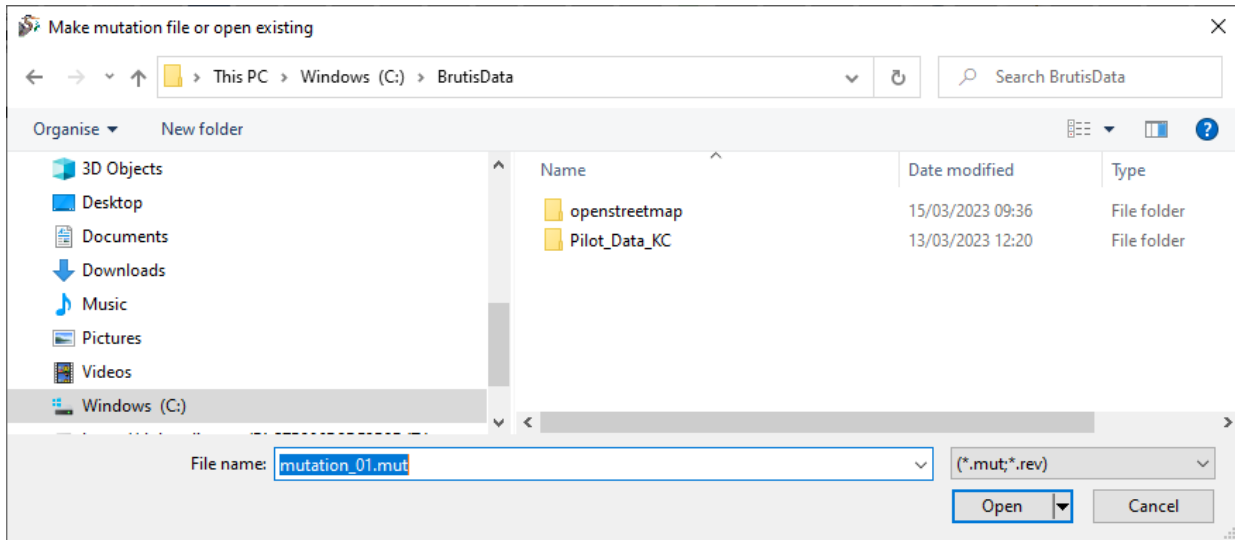 Make mutation file or open existing
This PC > Windows (C:) > BrutisData
Search BrutisData
Organise
New folder
3D Objects
Desktop
Documents
Downloads
Music
Pictures
Videos
Windows (C:)
Name
Date modified
Type
openstreetmap
15/03/2023 09:36
File folder
Pilot_Data_KC
13/03/2023 12:20
File folder
File name:
mutation_01.mut
(*.mut;*.rev)
Open
Cancel